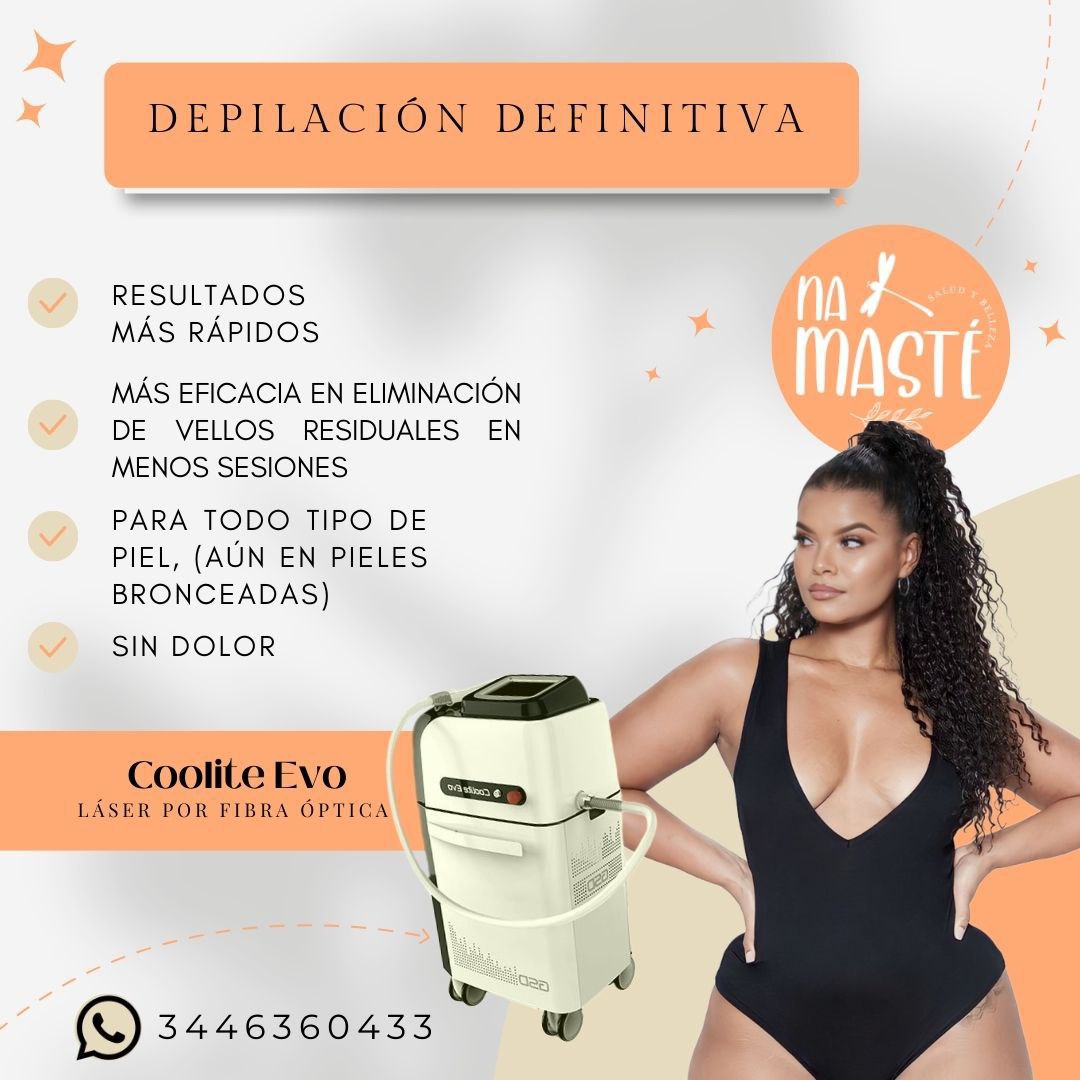 DEPILACIÓN DEFINITIVA
NA
MASTÉ
SALUD Y BELLEZA
RESULTADOS
MÁS RÁPIDOS
MÁS EFICACIA EN ELIMINACIÓN
DE VELLOS RESIDUALES EN
MENOS SESIONES
PARA TODO TIPO DE
PIEL, (AÚN EN PIELES
BRONCEADAS)
SIN DOLOR
Coolite Evo
LÁSER POR FIBRA ÓPTICA
Coolite Evo
GSD
GSD
3446360433